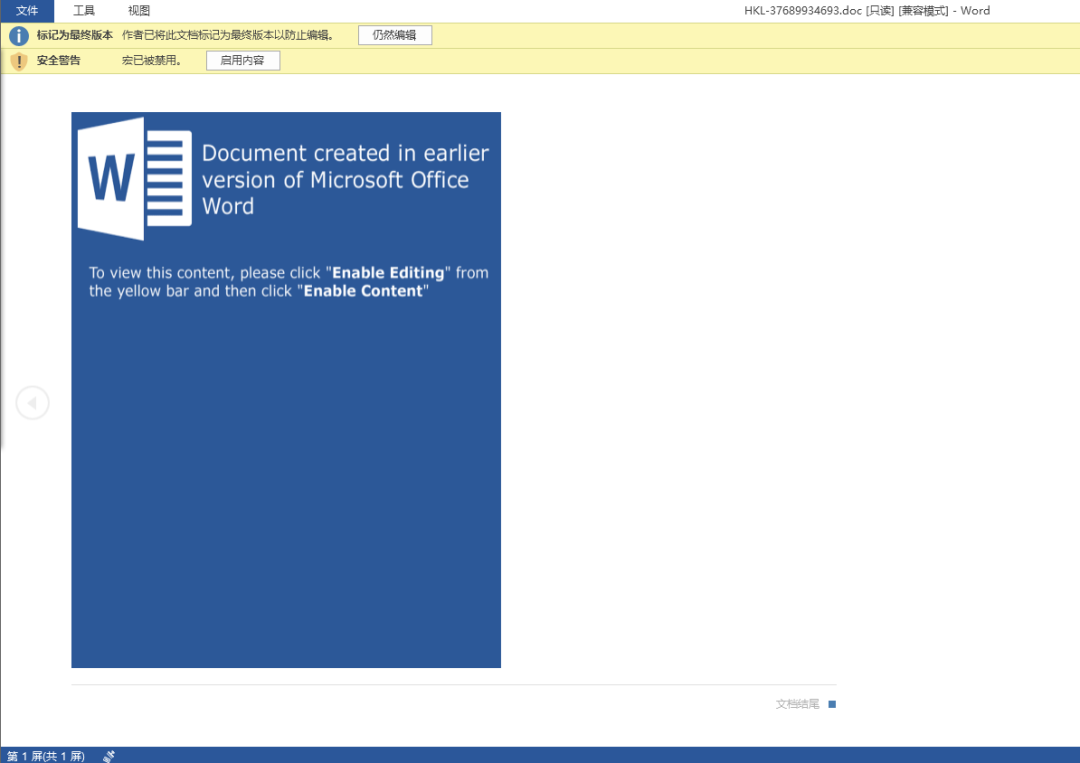 文件 工具 视图 HKL-37689934693.doc [只读] [兼容模式] - Word
标记为最终版本 作者已将此文档标记为最终版本以防止编辑。 仍然编辑
安全警告 宏已被禁用。 启用内容
W
Document created in earlier
version of Microsoft Office
Word
To view this content, please click "Enable Editing" from
the yellow bar and then click "Enable Content"
文档结尾
第 1 屏(共 1 屏)